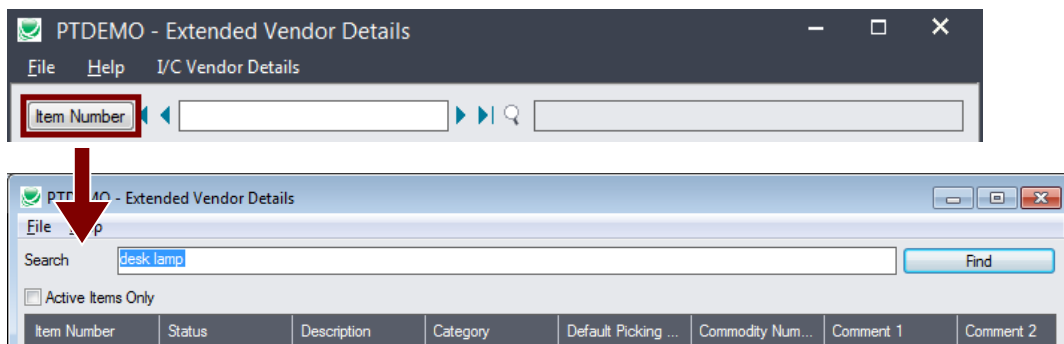 PTDEMO - Extended Vendor Details
File Help I/C Vendor Details
Item Number
PTDEMO - Extended Vendor Details
File
Search desk lamp Find
Active Items Only
Item Number Status Description Category Default Picking ... Commodity Num... Comment 1 Comment 2